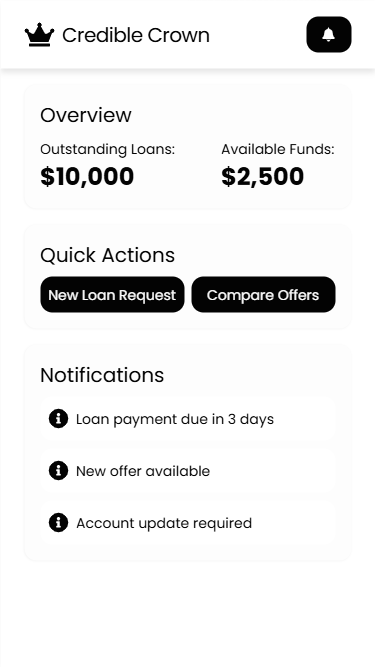 Credible Crown
Overview
Outstanding Loans: Available Funds:
$10,000 $2,500
Quick Actions
New Loan Request Compare Offers
Notifications
Loan payment due in 3 days
New offer available
Account update required